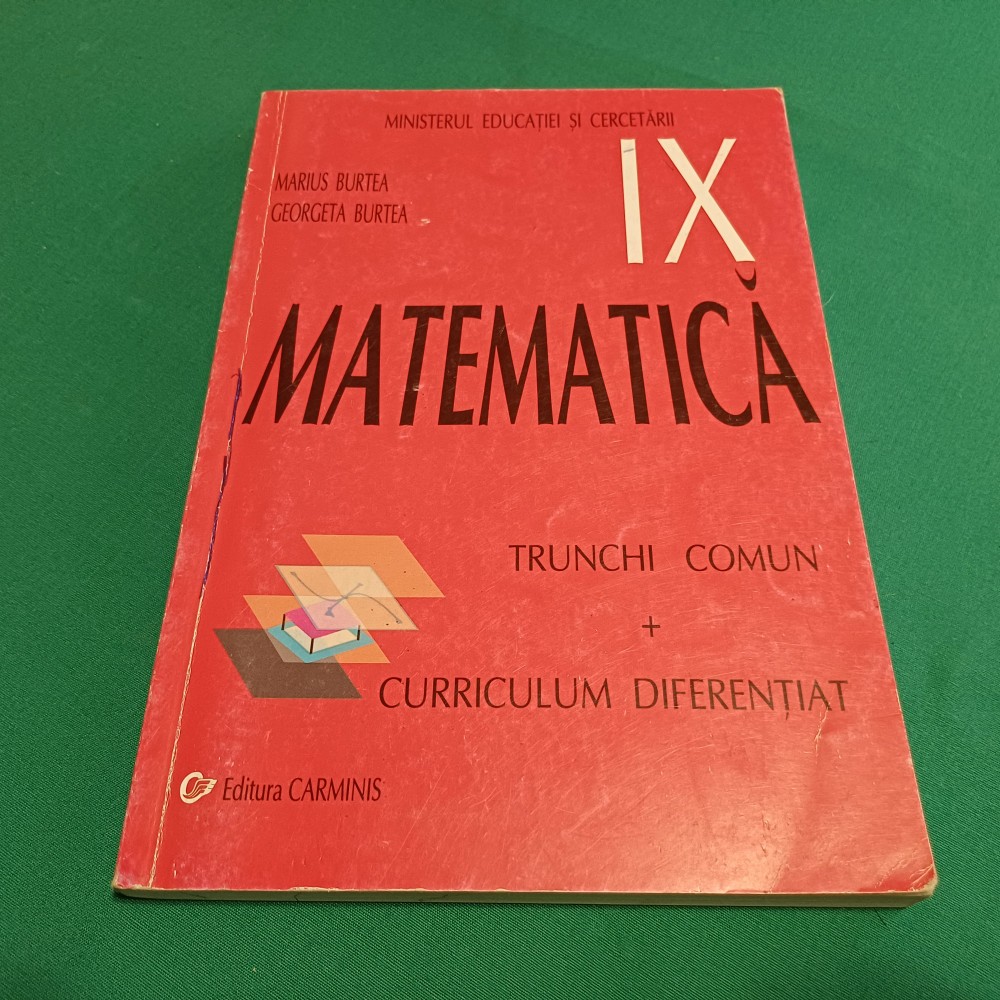 MINISTERUL EDUCAȚIEI ȘI CERCETĂRII
MARIUS BURTEA
GEORGETA BURTEA
IX
MATEMATICĂ
TRUNCHI COMUN
+
CURRICULUM DIFERENȚIAT
Editura CARMINIS